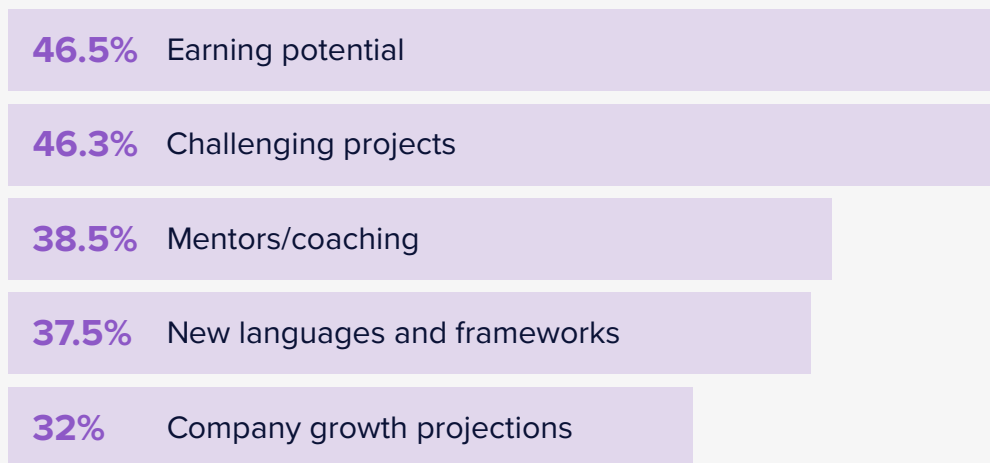 46.5% Earning potential
46.3% Challenging projects
38.5% Mentors/coaching
37.5% New languages and frameworks
32% Company growth projections